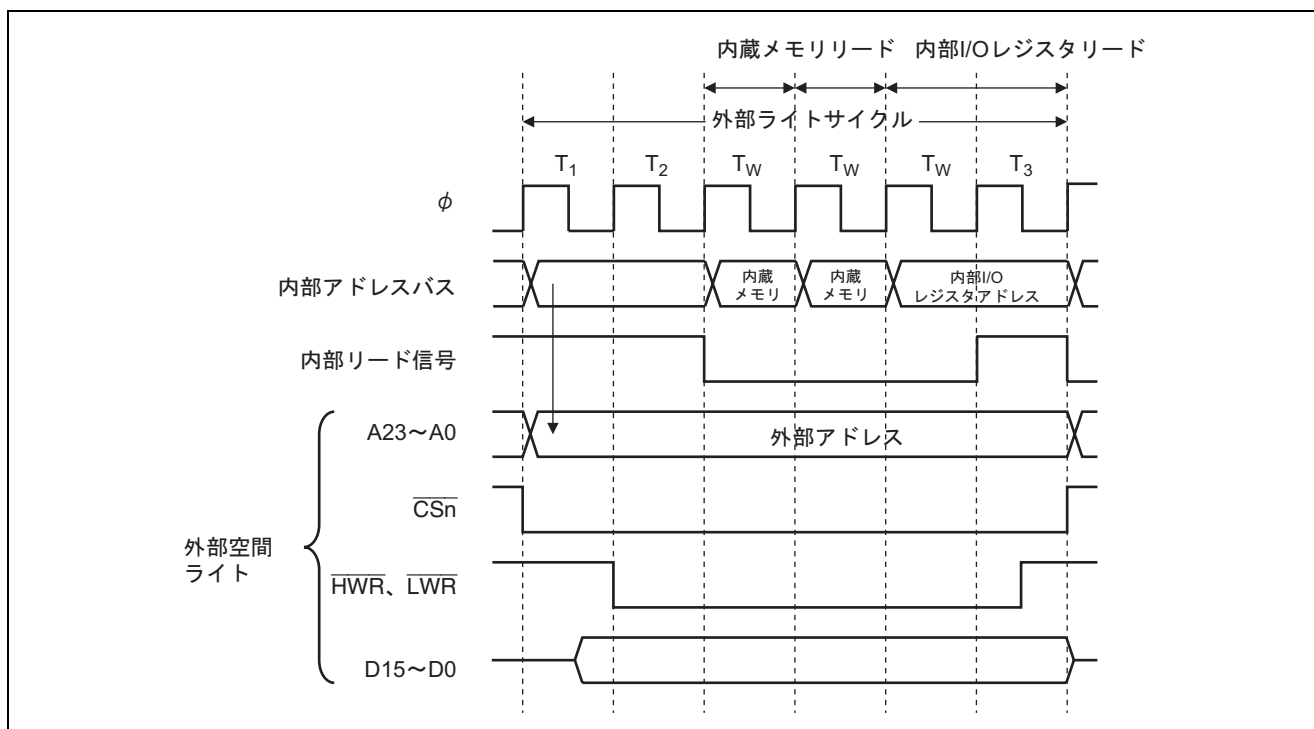 内蔵メモリリード 内部I/Oレジスタリード
外部ライトサイクル
T1 T2 TW TW TW T3
φ
内部アドレスバス
内蔵
メモリ
内蔵
メモリ
内部I/O
レジスタアドレス
内部リード信号
A23～A0
外部アドレス
CSn
外部空間
ライト
HWR、LWR
D15～D0